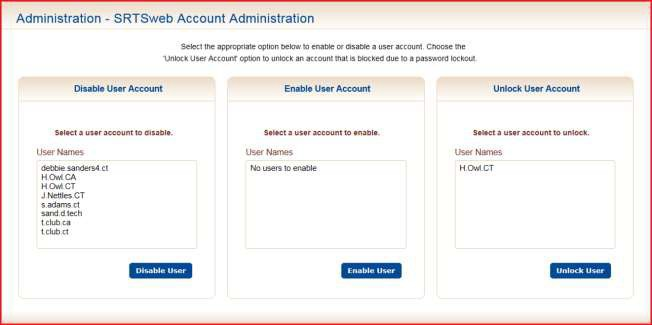 Administration - SRTSweb Account Administration
Select the appropriate option below to enable or disable a user account. Choose the
'Unlock User Account' option to unlock an account that is blocked due to a password lockout.
Disable User Account
Select a user account to disable.
User Names
debbie.sanders4.ct
H.Owl.CA
H.Owl.CT
J.Nettles.CT
s.adams.ct
sand.d.tech
t.club.ca
t.club.ct
Disable User
Enable User Account
Select a user account to enable.
User Names
No users to enable
Enable User
Unlock User Account
Select a user account to unlock.
User Names
H.Owl.CT
Unlock User